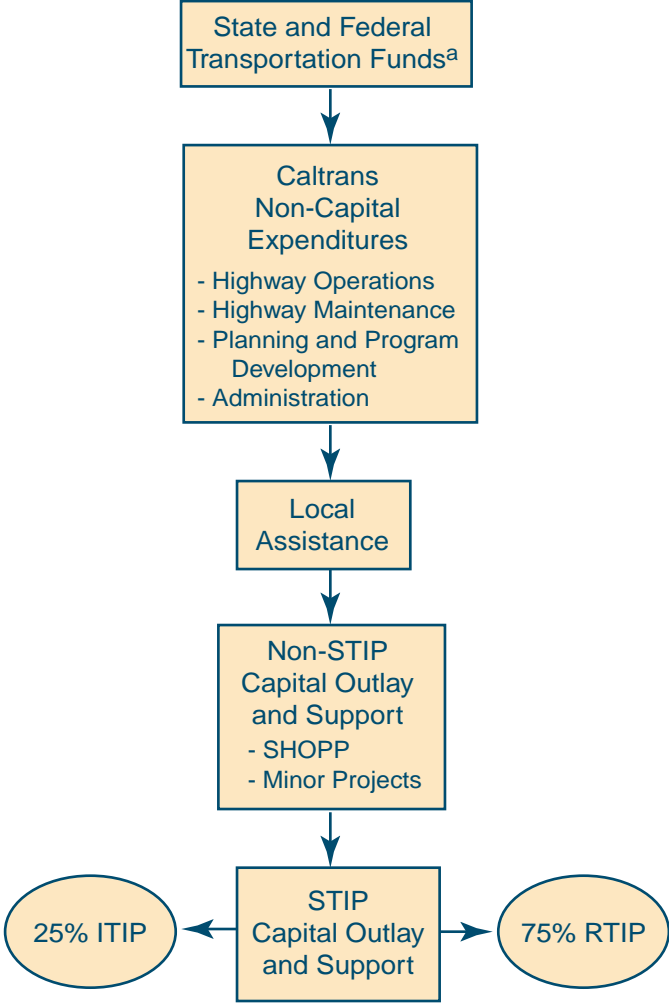 State and Federal
Transportation Fundsa
Caltrans
Non-Capital
Expenditures
- Highway Operations
- Highway Maintenance
- Planning and Program
Development
- Administration
Local
Assistance
Non-STIP
Capital Outlay
and Support
- SHOPP
- Minor Projects
STIP
Capital Outlay
and Support
25% ITIP
75% RTIP